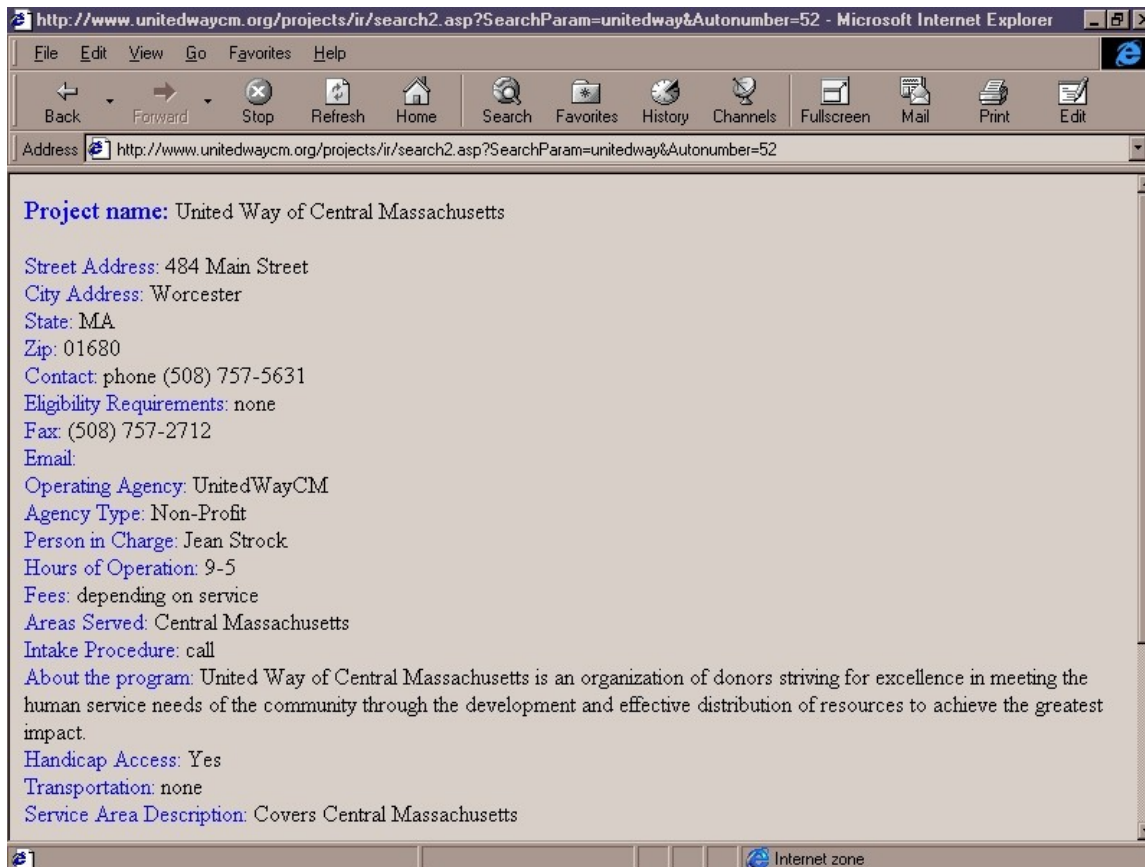 http://www.unitedwaycm.org/projects/ir/search2.asp?SearchParam=unitedway&Autonumber=52 - Microsoft Internet Explorer
File Edit View Go Favorites Help
Back Forward Stop Refresh Home Search Favorites History Channels Fullscreen Mail Print Edit
Address http://www.unitedwaycm.org/projects/ir/search2.asp?SearchParam=unitedway&Autonumber=52
Project name: United Way of Central Massachusetts
Street Address: 484 Main Street
City Address: Worcester
State: MA
Zip: 01680
Contact: phone (508) 757-5631
Eligibility Requirements: none
Fax: (508) 757-2712
Email:
Operating Agency: UnitedWayCM
Agency Type: Non-Profit
Person in Charge: Jean Strock
Hours of Operation: 9-5
Fees: depending on service
Areas Served: Central Massachusetts
Intake Procedure: call
About the program: United Way of Central Massachusetts is an organization of donors striving for excellence in meeting the
human service needs of the community through the development and effective distribution of resources to achieve the greatest
impact.
Handicap Access: Yes
Transportation: none
Service Area Description: Covers Central Massachusetts
Internet zone